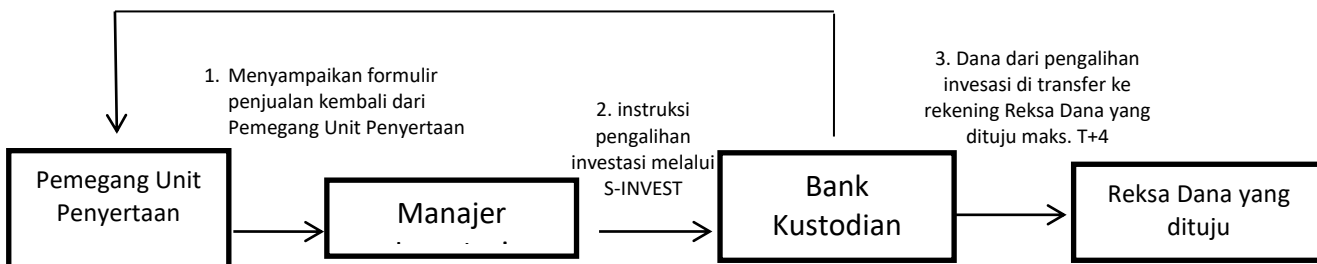 1. Menyampaikan formulir
penjualan kembali dari
Pemegang Unit Penyertaan
2. instruksi
pengalihan
investasi melalui
S-INVEST
3. Dana dari pengalihan
invesasi di transfer ke
rekening Reksa Dana yang
dituju maks. T+4
Pemegang Unit
Penyertaan
Manajer
Bank
Kustodian
Reksa Dana yang
dituju